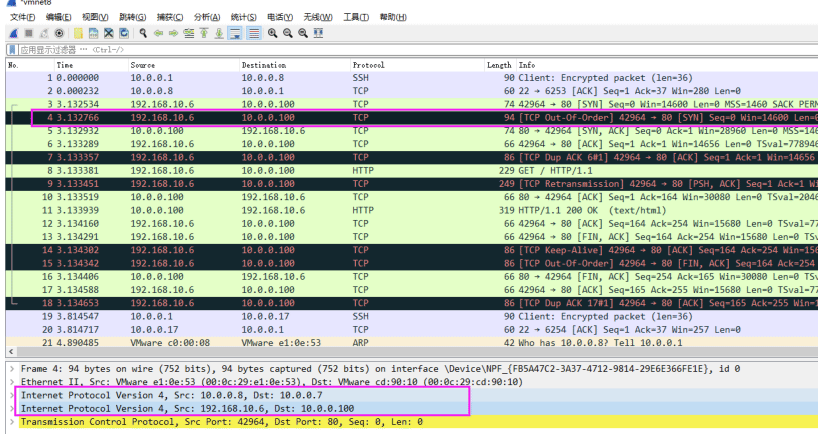 *vmnet8
文件(F) 编辑(E) 视图(V) 跳转(G) 捕获(C) 分析(A) 统计(S) 电话(Y) 无线(W) 工具(T) 帮助(H)
应用显示过滤器 … <Ctrl-/>
No. Time Source Destination Protocol Length Info
1 0.000000 10.0.0.1 10.0.0.8 SSH 90 Client: Encrypted packet (len=36)
2 0.000232 10.0.0.8 10.0.0.1 TCP 60 22 → 6253 [ACK] Seq=1 Ack=37 Win=280 Len=0
3 3.132534 192.168.10.6 10.0.0.100 TCP 74 42964 → 80 [SYN] Seq=0 Win=14600 Len=0 MSS=1460 SACK_PERM
4 3.132766 192.168.10.6 10.0.0.100 TCP 94 [TCP Out-Of-Order] 42964 → 80 [SYN] Seq=0 Win=14600 Len=0
5 3.132932 10.0.0.100 192.168.10.6 TCP 74 80 → 42964 [SYN, ACK] Seq=0 Ack=1 Win=28960 Len=0 MSS=146
6 3.133289 192.168.10.6 10.0.0.100 TCP 66 42964 → 80 [ACK] Seq=1 Ack=1 Win=14656 Len=0 TSval=778946
7 3.133357 192.168.10.6 10.0.0.100 TCP 86 [TCP Dup ACK 6#1] 42964 → 80 [ACK] Seq=1 Ack=1 Win=14656
8 3.133381 192.168.10.6 10.0.0.100 HTTP 229 GET / HTTP/1.1
9 3.133451 192.168.10.6 10.0.0.100 TCP 249 [TCP Retransmission] 42964 → 80 [PSH, ACK] Seq=1 Ack=1 Wi
10 3.133519 10.0.0.100 192.168.10.6 TCP 66 80 → 42964 [ACK] Seq=1 Ack=164 Win=30080 Len=0 TSval=2046
11 3.133939 10.0.0.100 192.168.10.6 HTTP 319 HTTP/1.1 200 OK (text/html)
12 3.134160 192.168.10.6 10.0.0.100 TCP 66 42964 → 80 [ACK] Seq=164 Ack=254 Win=15680 Len=0 TSval=77
13 3.134291 192.168.10.6 10.0.0.100 TCP 66 42964 → 80 [FIN, ACK] Seq=164 Ack=254 Win=15680 Len=0 TSv
14 3.134302 192.168.10.6 10.0.0.100 TCP 86 [TCP Keep-Alive] 42964 → 80 [ACK] Seq=164 Ack=254 Win=156
15 3.134342 192.168.10.6 10.0.0.100 TCP 86 [TCP Out-Of-Order] 42964 → 80 [FIN, ACK] Seq=164 Ack=254
16 3.134406 10.0.0.100 192.168.10.6 TCP 66 80 → 42964 [FIN, ACK] Seq=254 Ack=165 Win=30080 Len=0 TSv
17 3.134588 192.168.10.6 10.0.0.100 TCP 66 42964 → 80 [ACK] Seq=165 Ack=255 Win=15680 Len=0 TSval=77
18 3.134653 192.168.10.6 10.0.0.100 TCP 86 [TCP Dup ACK 17#1] 42964 → 80 [ACK] Seq=165 Ack=255 Win=1
19 3.814547 10.0.0.1 10.0.0.17 SSH 90 Client: Encrypted packet (len=36)
20 3.814717 10.0.0.17 10.0.0.1 TCP 60 22 → 6254 [ACK] Seq=1 Ack=37 Win=257 Len=0
21 4.890485 VMware_c0:00:08 VMware_e1:0e:53 ARP 42 Who has 10.0.0.8? Tell 10.0.0.1
Frame 4: 94 bytes on wire (752 bits), 94 bytes captured (752 bits) on interface \Device\NPF_{FB5A47C2-3A37-4712-9814-29E6E366FE1E}, id 0
Ethernet II, Src: VMware_e1:0e:53 (00:0c:29:e1:0e:53), Dst: VMware_cd:90:10 (00:0c:29:cd:90:10)
Internet Protocol Version 4, Src: 10.0.0.8, Dst: 10.0.0.7
Internet Protocol Version 4, Src: 192.168.10.6, Dst: 10.0.0.100
Transmission Control Protocol, Src Port: 42964, Dst Port: 80, Seq: 0, Len: 0